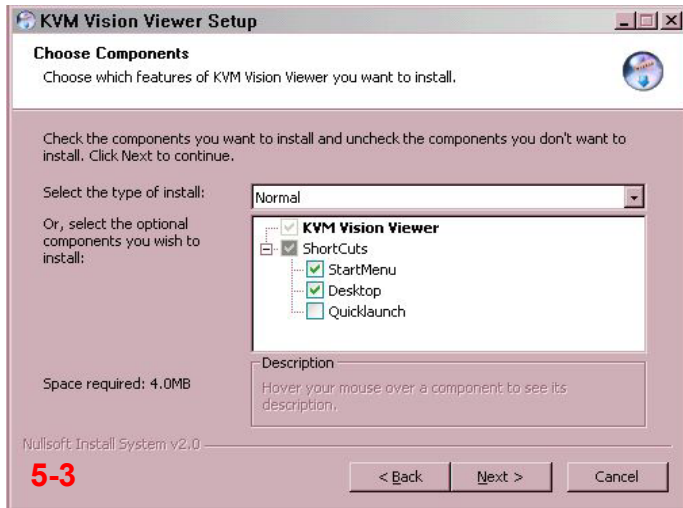 KVM Vision Viewer Setup
Choose Components
Choose which features of KVM Vision Viewer you want to install.
Check the components you want to install and uncheck the components you don't want to
install. Click Next to continue.
Select the type of install:
Normal
Or, select the optional
components you wish to
install:
KVM Vision Viewer
ShortCuts
StartMenu
Desktop
Quicklaunch
Space required: 4.0MB
Description
Hover your mouse over a component to see its
description.
Nullsoft Install System v2.0
5-3
< Back
Next >
Cancel